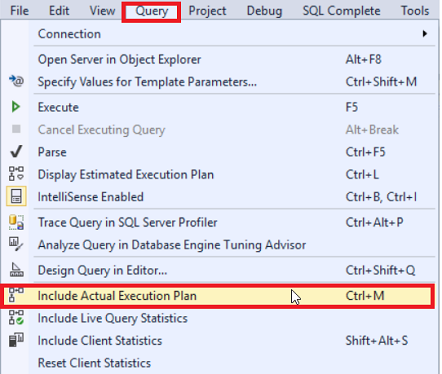 File Edit View Query Project Debug SQL Complete Tools
Connection
Open Server in Object Explorer Alt+F8
Specify Values for Template Parameters... Ctrl+Shift+M
Execute F5
Cancel Executing Query Alt+Break
Parse Ctrl+F5
Display Estimated Execution Plan Ctrl+L
IntelliSense Enabled Ctrl+B, Ctrl+I
Trace Query in SQL Server Profiler Ctrl+Alt+P
Analyze Query in Database Engine Tuning Advisor
Design Query in Editor... Ctrl+Shift+Q
Include Actual Execution Plan Ctrl+M
Include Live Query Statistics
Include Client Statistics Shift+Alt+S
Reset Client Statistics